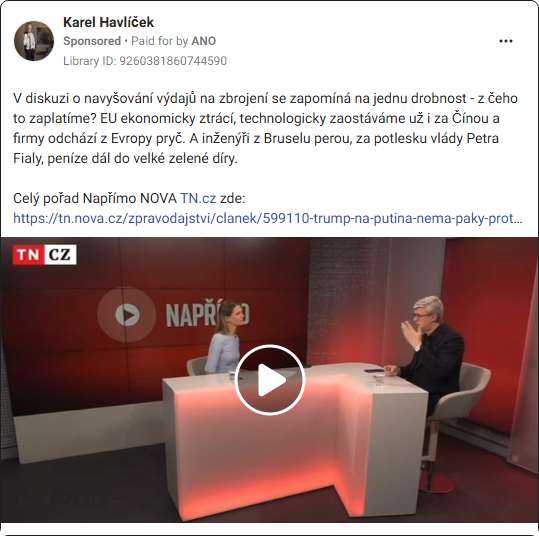 Karel Havlíček
Sponsored • Paid for by ANO
Library ID: 9260381860744590
V diskuzi o navyšování výdajů na zbrojení se zapomíná na jednu drobnost - z čeho
to zaplatíme? EU ekonomicky ztrácí, technologicky zaostáváme už i za Čínou a
firmy odchází z Evropy pryč. A inženýři z Bruselu perou, za potlesku vlády Petra
Fialy, peníze dál do velké zelené díry.
Celý pořad Napřímo NOVA TN.cz zde:
https://tn.nova.cz/zpravodajstvi/clanek/599110-trump-na-putina-nema-paky-prot...
TN CZ
NAPŘÍMO